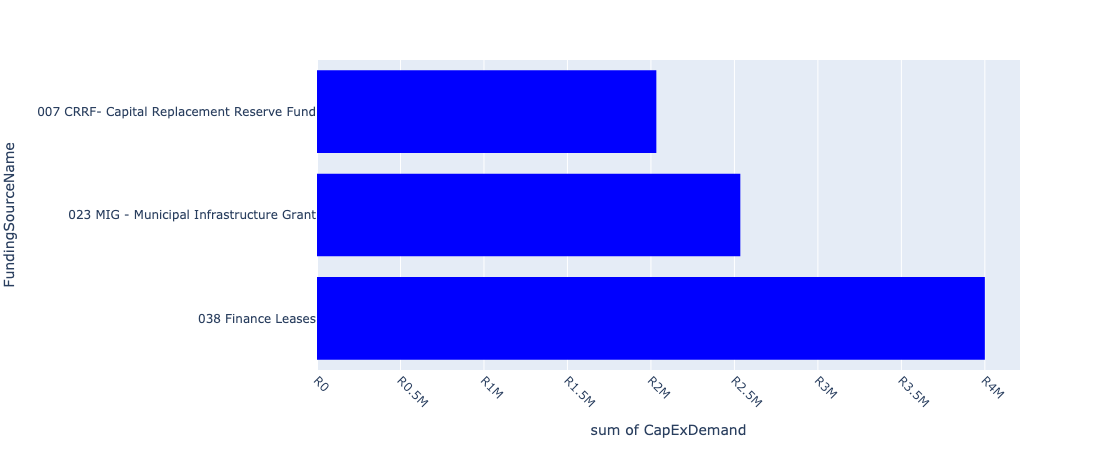 FundingSourceName
007 CRRF- Capital Replacement Reserve Fund
023 MIG - Municipal Infrastructure Grant
038 Finance Leases
R0
R0.5M
R1M
R1.5M
R2M
R2.5M
R3M
R3.5M
R4M
sum of CapExDemand